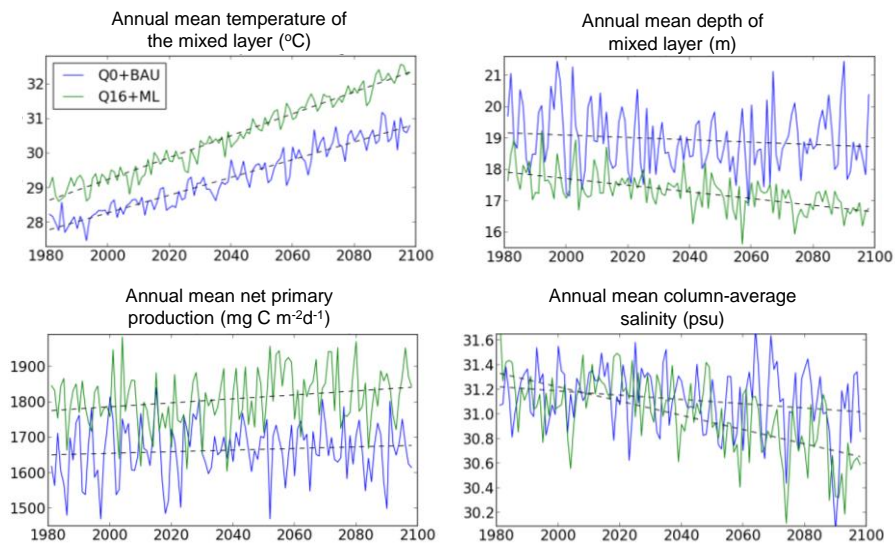 Annual mean temperature of
the mixed layer (ºC)
Q0+BAU
Q16+ML
32
31
30
29
28
1980 2000 2020 2040 2060 2080 2100
Annual mean depth of
mixed layer (m)
21
20
19
18
17
16
1980 2000 2020 2040 2060 2080 2100
Annual mean net primary
production (mg C m⁻²d⁻¹)
1900
1800
1700
1600
1500
1980 2000 2020 2040 2060 2080 2100
Annual mean column-average
salinity (psu)
31.6
31.4
31.2
31.0
30.8
30.6
30.4
30.2
1980 2000 2020 2040 2060 2080 2100